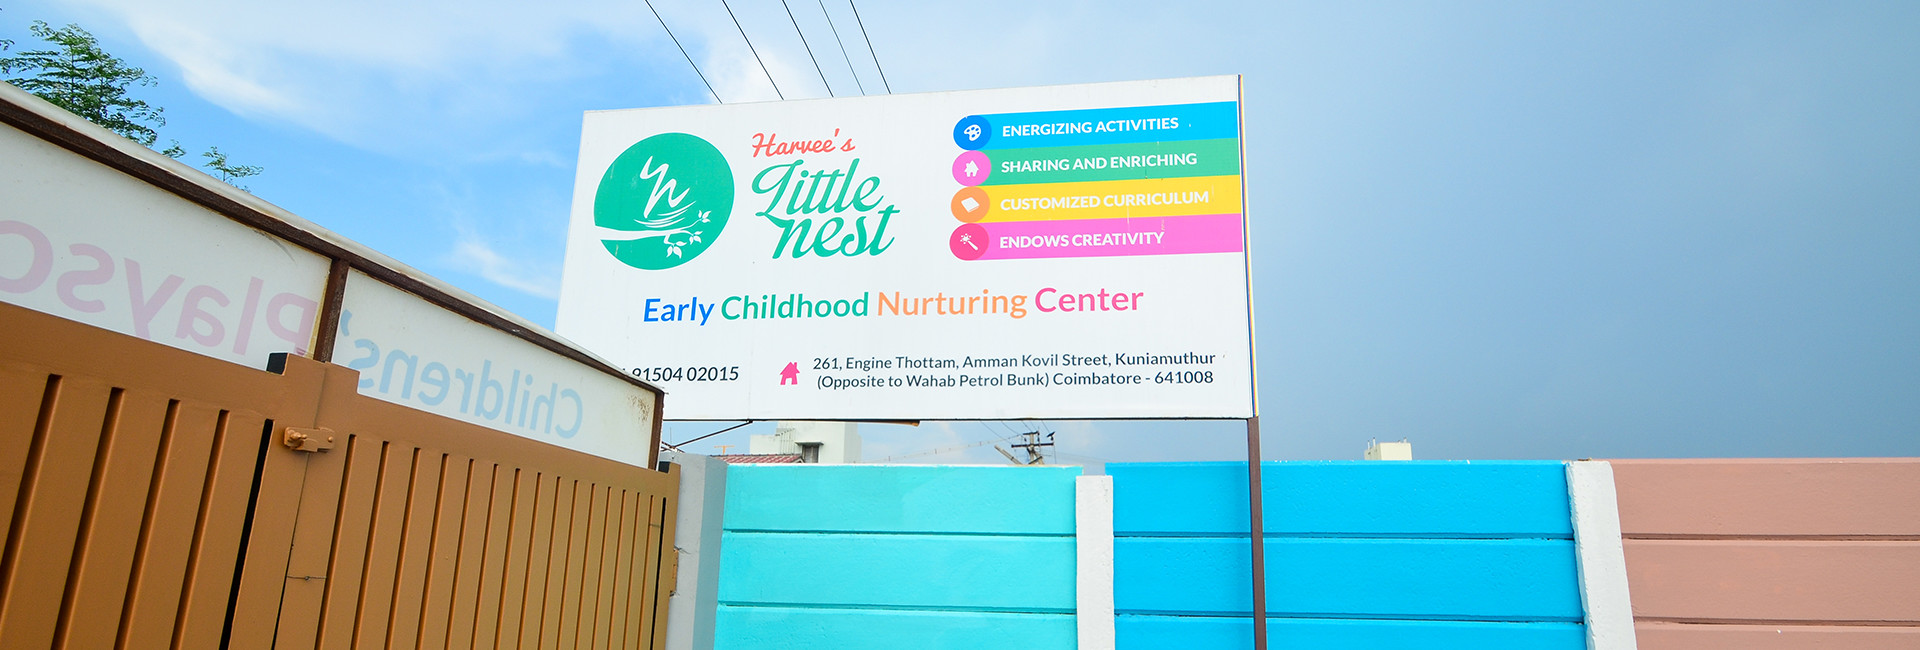 Harvee's
Little
nest
ENERGIZING ACTIVITIES
SHARING AND ENRICHING
CUSTOMIZED CURRICULUM
ENDOWS CREATIVITY
Early Childhood Nurturing Center
91504 02015
261, Engine Thottam, Amman Kovil Street, Kuniamuthur
(Opposite to Wahab Petrol Bunk) Coimbatore - 641008
Children's